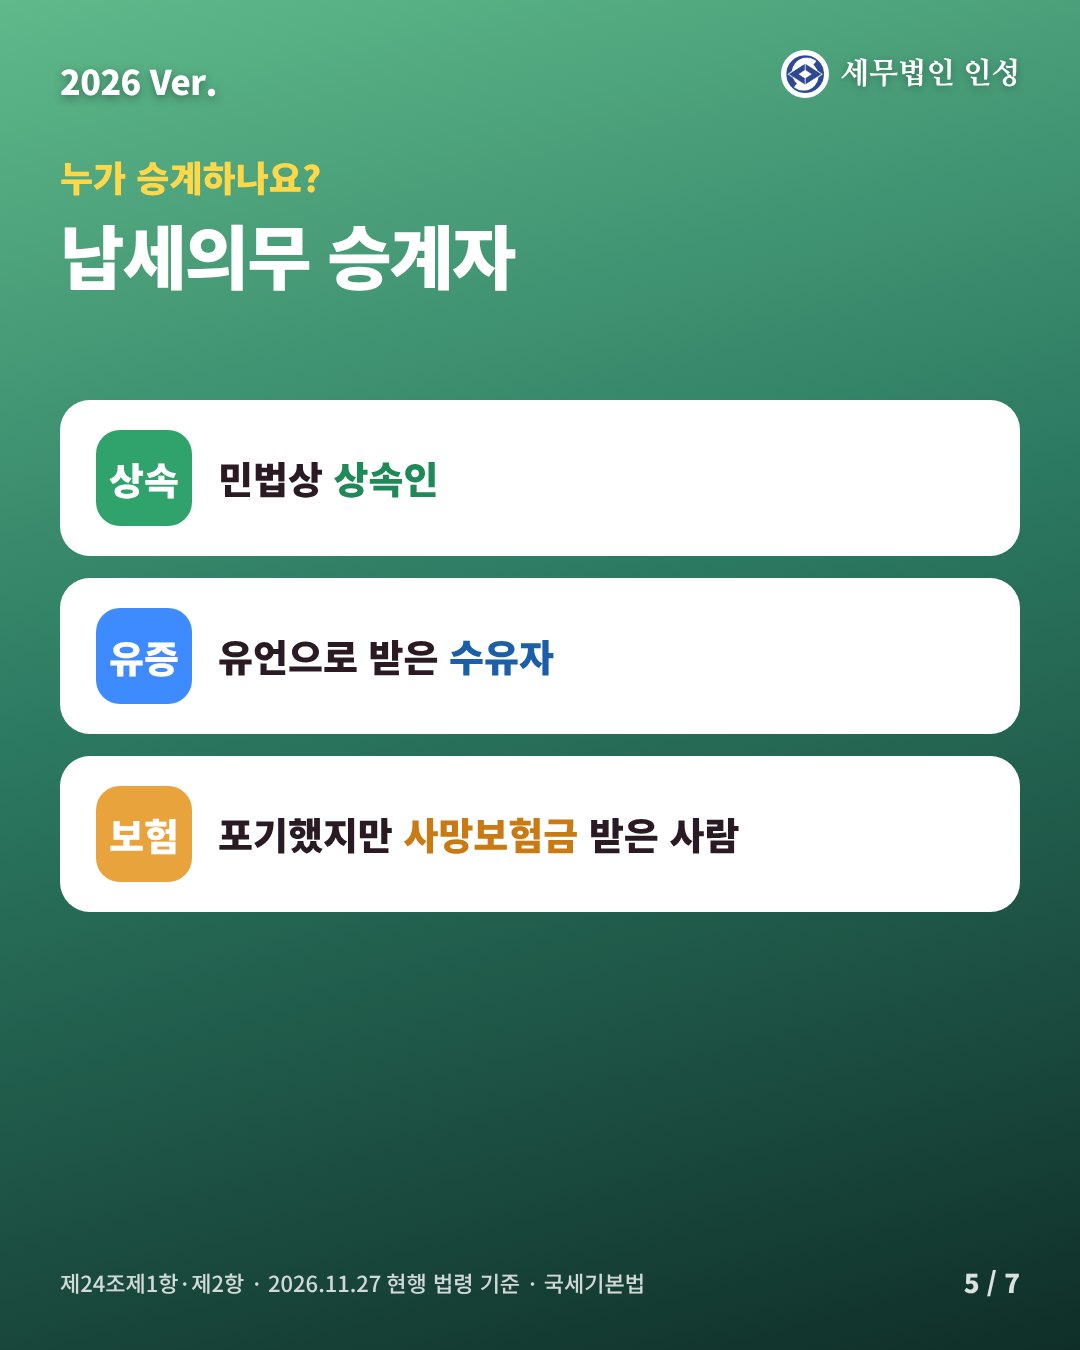 2026 Ver.
세무법인 인성
누가 승계하나요?
납세의무 승계자
상속
민법상 상속인
유증
유언으로 받은 수유자
보험
포기했지만 사망보험금 받은 사람
제24조제1항·제2항 · 2026.11.27 현행 법령 기준 · 국세기본법
5 / 7